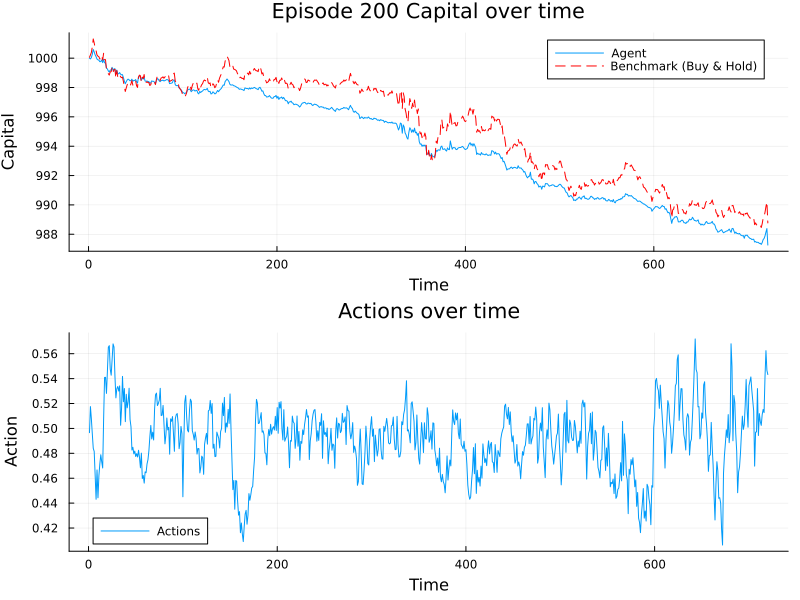 Episode 200 Capital over time
1000
998
996
994
992
990
988
Capital
Agent
Benchmark (Buy & Hold)
0
200
400
600
Time
Actions over time
0.56
0.54
0.52
0.50
0.48
0.46
0.44
0.42
Action
Actions
0
200
400
600
Time